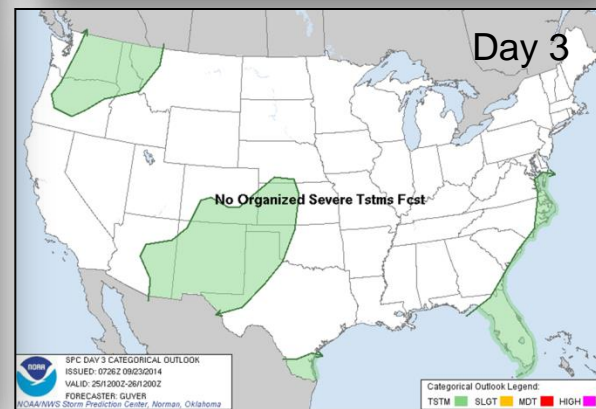 Day 3
No Organized Severe Tstms Fcst
SPC DAY 3 CATEGORICAL OUTLOOK
ISSUED: 0726Z 09/23/2014
VALID: 25/1200Z-26/1200Z
FORECASTER: GUYER
NOAA/NWS Storm Prediction Center, Norman, Oklahoma
NOAA
Categorical Outlook Legend:
TSTM SLGT MDT HIGH